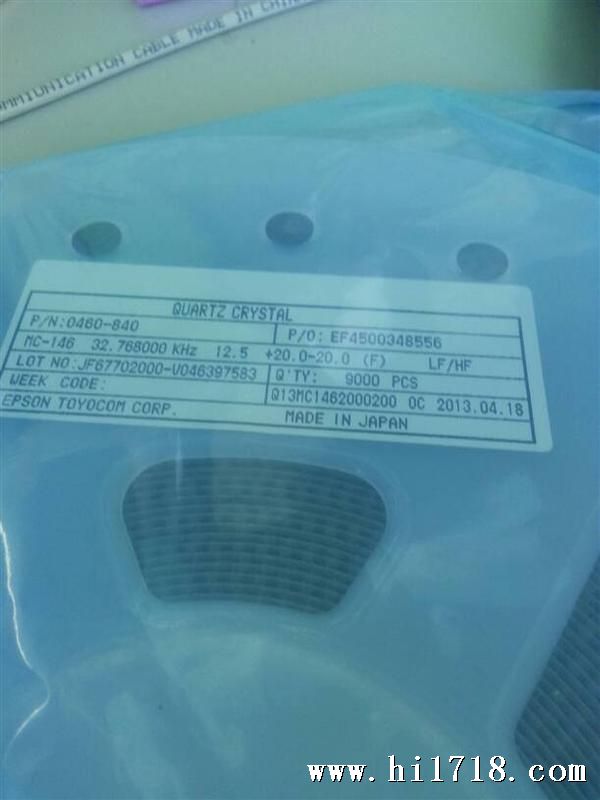 MMIUNICATION CABLE MADE IN CHINA
QUARTZ CRYSTAL
P/N:0460-840 P/O: EF4500348556
MC-146 32.768000 KHz 12.5 +20.0-20.0 (F) LF/HF
LOT NO:JF67702000-V046397583 Q'TY: 9000 PCS
WEEK CODE: Q13MC1462000200 0C 2013.04.18
EPSON TOYOCOM CORP. MADE IN JAPAN
www.hi1718.com